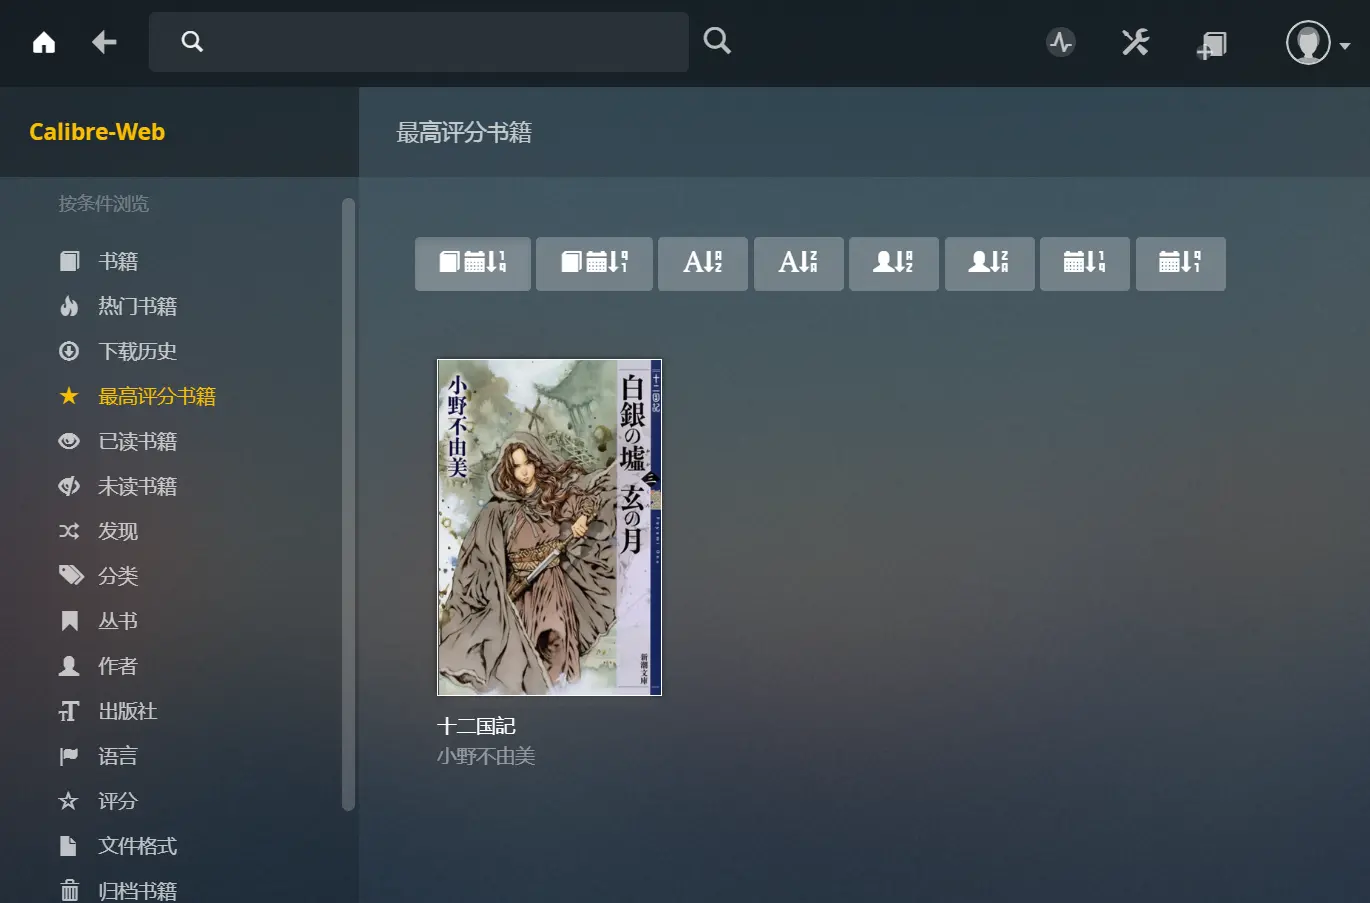 Calibre-Web
最高评分书籍
按条件浏览
书籍
热门书籍
下载历史
最高评分书籍
已读书籍
未读书籍
发现
分类
丛书
作者
出版社
语言
评分
文件格式
归档书籍
小野不由美
白銀の墟
玄の月
三
十二国記
新潮文庫
十二国記
小野不由美